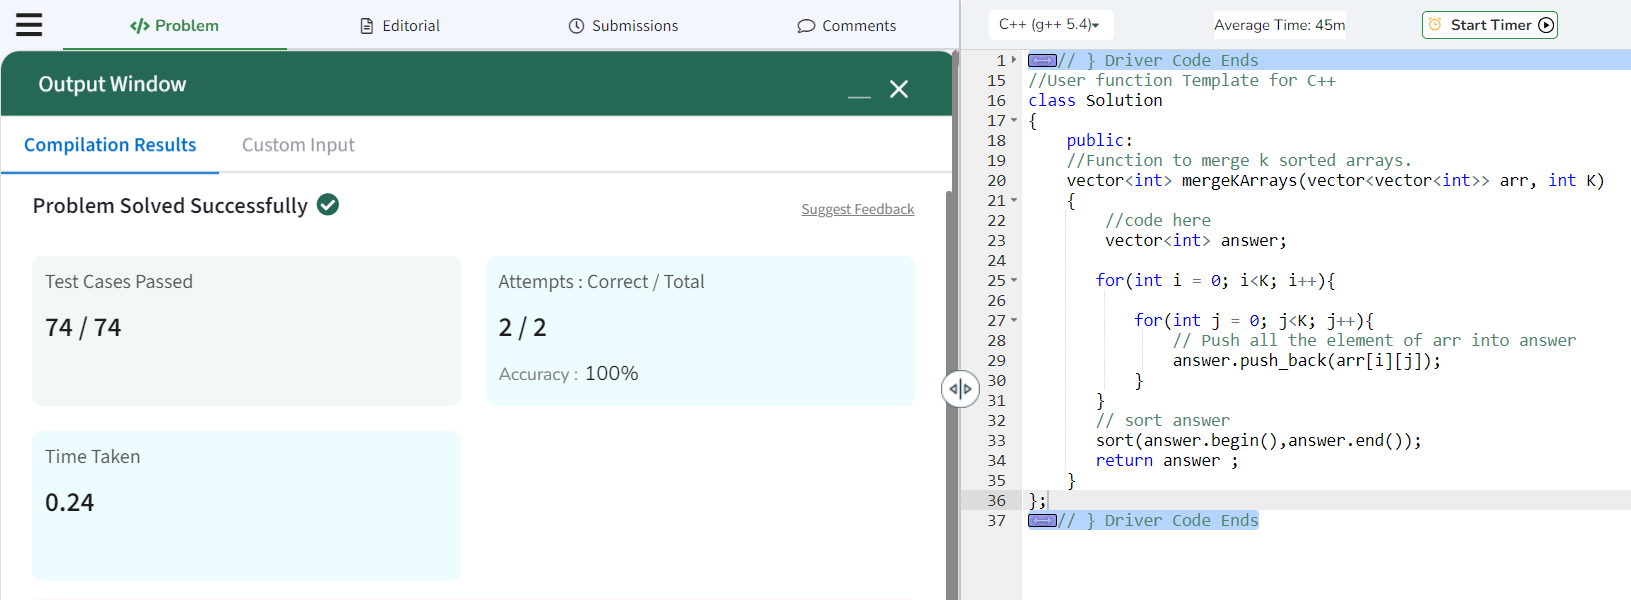 </> Problem
Editorial
Submissions
Comments
Output Window
Compilation Results
Custom Input
Problem Solved Successfully
Suggest Feedback
Test Cases Passed
74 / 74
Attempts : Correct / Total
2 / 2
Accuracy : 100%
Time Taken
0.24
C++ (g++ 5.4)
Average Time: 45m
Start Timer
1 // } Driver Code Ends
15 //User function Template for C++
16 class Solution
17 {
18     public:
19     //Function to merge k sorted arrays.
20     vector<int> mergeKArrays(vector<vector<int>> arr, int K)
21     {
22         //code here
23         vector<int> answer;
24
25        for(int i = 0; i<K; i++){
26
27            for(int j = 0; j<K; j++){
28                // Push all the element of arr into answer
29                answer.push_back(arr[i][j]);
30            }
31        }
32        // sort answer
33        sort(answer.begin(),answer.end());
34        return answer ;
35     }
36 };
37 // } Driver Code Ends